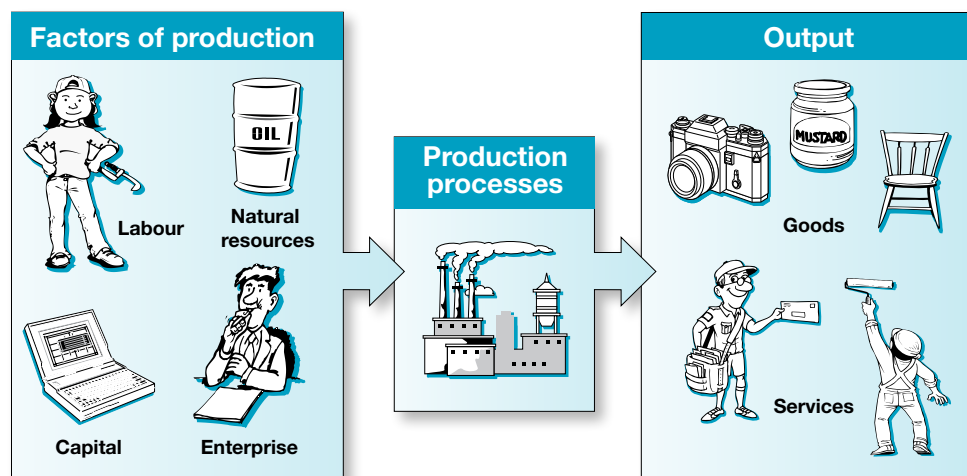 Factors of production
OIL
Labour
Natural
resources
Capital
Enterprise
Production
processes
Output
MUSTARD
Goods
Services